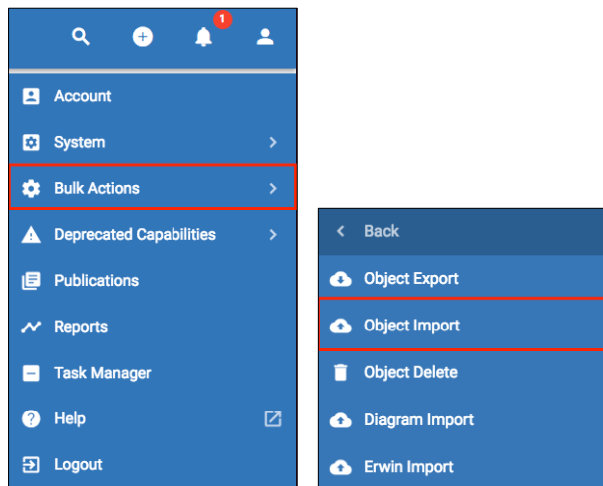 1
Account
System
Bulk Actions
Deprecated Capabilities
Publications
Reports
Task Manager
Help
Logout
Back
Object Export
Object Import
Object Delete
Diagram Import
Erwin Import